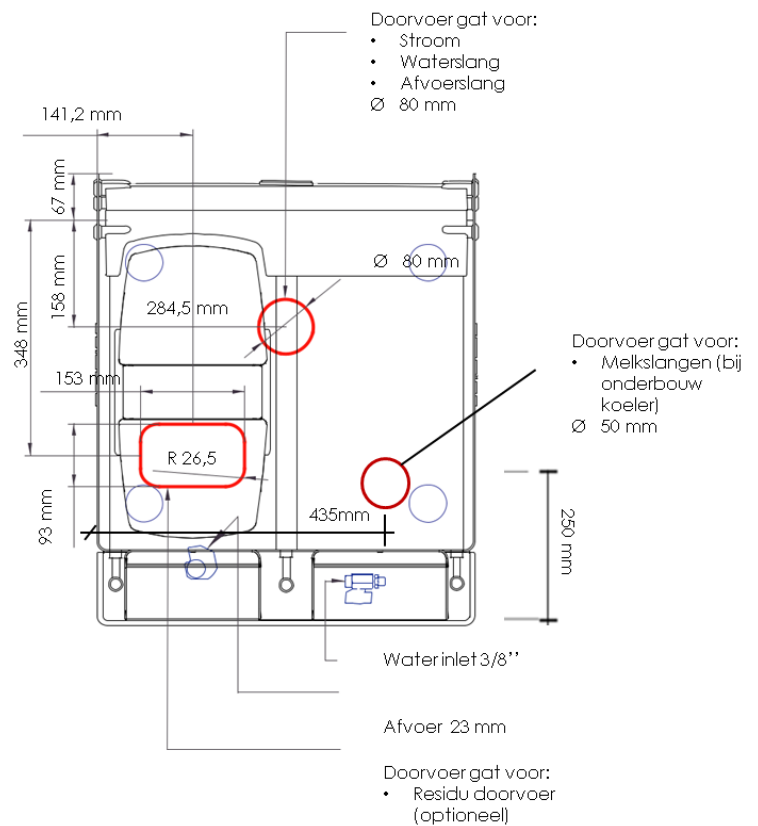 Doorvoer gat voor:
• Stroom
• Waterslang
• Afvoerslang
Ø 80 mm
141,2 mm
67 mm
158 mm
348 mm
Ø 80 mm
284,5 mm
153 mm
R 26,5
93 mm
435mm
Doorvoer gat voor:
• Melkslangen (bij
onderbouw
koeler)
Ø 50 mm
250 mm
Water inlet 3/8’’
Afvoer 23 mm
Doorvoer gat voor:
• Residu doorvoer
(optioneel)